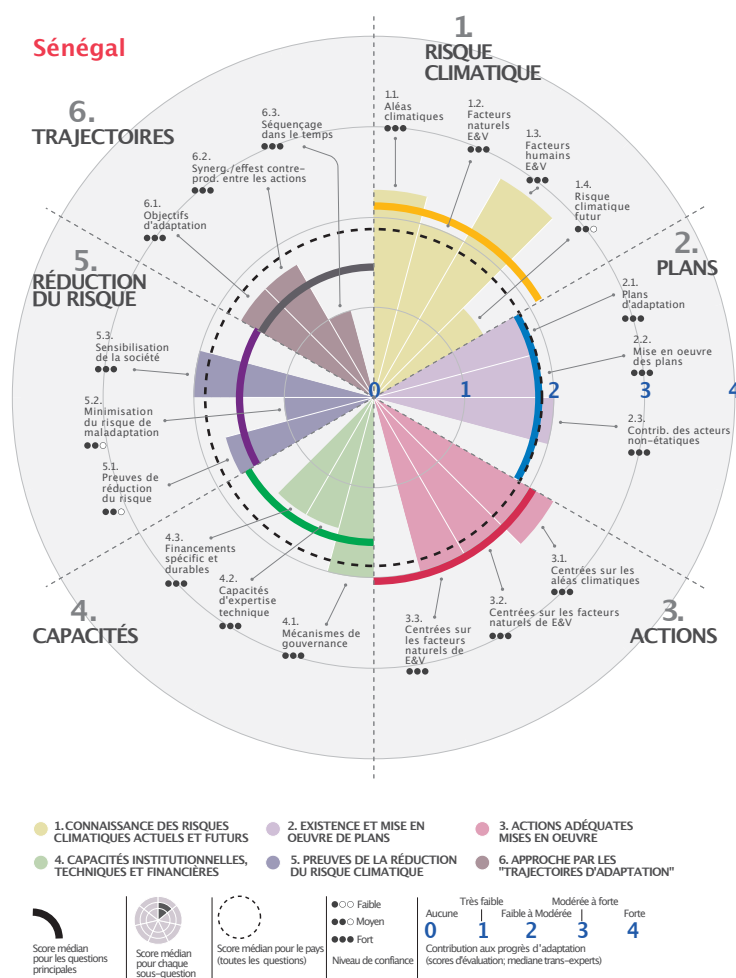 Sénégal
1.
RISQUE
CLIMATIQUE
1.1.
Aléas
climatiques
1.2.
Facteurs
naturels
E&V
1.3.
Facteurs
humains
E&V
1.4.
Risque
climatique
futur
2.
PLANS
2.1.
Plans
d'adaptation
2.2.
Mise en oeuvre
des plans
2.3.
Contrib. des acteurs
non-étatiques
0 1 2 3 4
3.
ACTIONS
3.1.
Centrées sur les
aléas climatiques
3.2.
Centrées sur les facteurs
naturels de E&V
3.3.
Centrées sur
les facteurs
naturels de
E&V
4.
CAPACITÉS
4.1.
Mécanismes de
gouvernance
4.2.
Capacités
d'expertise
technique
4.3.
Financements
spécific et
durables
5.
RÉDUCTION
DU RISQUE
5.1.
Preuves de
réduction
du risque
5.2.
Minimisation
du risque de
maladaptation
5.3.
Sensibilisation
de la société
6.
TRAJECTOIRES
6.1.
Objectifs
d'adaptation
6.2.
Synerg./effest contre-
prod. entre les actions
6.3.
Séquençage
dans le temps
1. CONNAISSANCE DES RISQUES
CLIMATIQUES ACTUELS ET FUTURS
2. EXISTENCE ET MISE EN
OEUVRE DE PLANS
3. ACTIONS ADÉQUATES
MISES EN OEUVRE
4. CAPACITÉS INSTITUTIONNELLES,
TECHNIQUES ET FINANCIÈRES
5. PREUVES DE LA RÉDUCTION
DU RISQUE CLIMATIQUE
6. APPROCHE PAR LES
"TRAJECTOIRES D'ADAPTATION"
Score médian
pour les questions
principales
Score médian
pour chaque
sous-question
Score médian pour le pays
(toutes les questions)
Faible
Moyen
Fort
Niveau de confiance
Très faible Modérée à forte
Aucune Faible à Modérée Forte
0 1 2 3 4
Contribution aux progrès d'adaptation
(scores d'évaluation; mediane trans-experts)